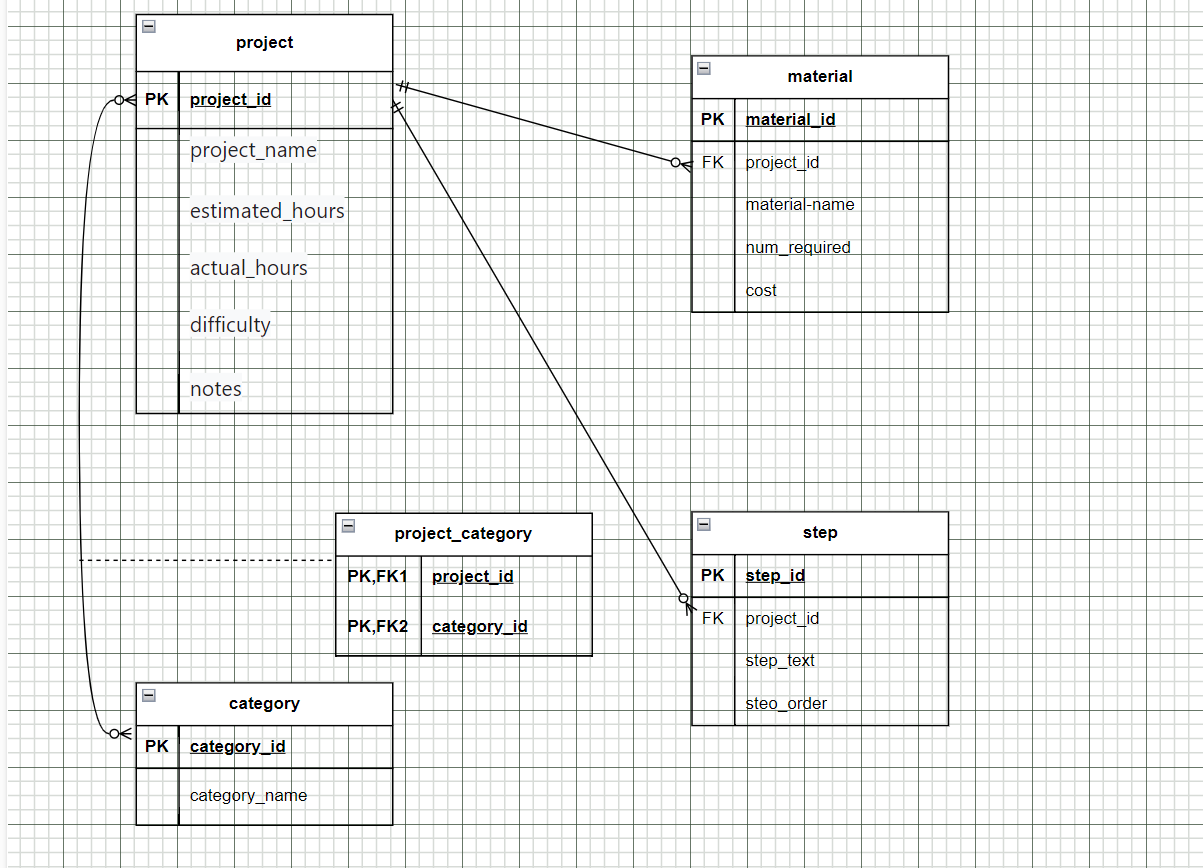 project
PK project_id
project_name
estimated_hours
actual_hours
difficulty
notes
material
PK material_id
FK project_id
material-name
num_required
cost
project_category
PK,FK1 project_id
PK,FK2 category_id
step
PK step_id
FK project_id
step_text
steo_order
category
PK category_id
category_name